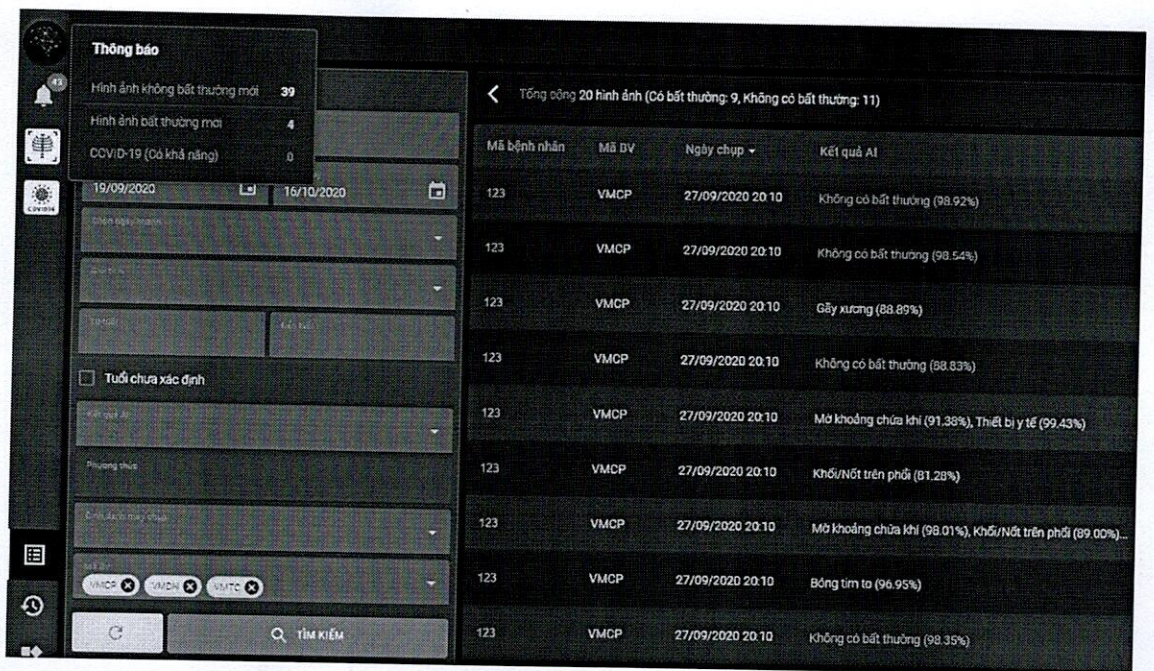 Thông báo
43
Hình ảnh không bất thường mới 39
Hình ảnh bất thường mới 4
COVID-19 (Có khả năng) 0
COVID19
19/09/2020
16/10/2020
Tuổi chưa xác định
Kết quả AI
Phương thức
Mã BV
VMCP VMDN VMTC
TÌM KIẾM
Tổng cộng 20 hình ảnh (Có bất thường: 9, Không có bất thường: 11)
Mã bệnh nhân Mã BV Ngày chụp Kết quả AI
123 VMCP 27/09/2020 20:10 Không có bất thường (98.92%)
123 VMCP 27/09/2020 20:10 Không có bất thường (98.54%)
123 VMCP 27/09/2020 20:10 Gãy xương (88.89%)
123 VMCP 27/09/2020 20:10 Không có bất thường (88.83%)
123 VMCP 27/09/2020 20:10 Mờ khoảng chứa khí (91.38%), Thiết bị y tế (99.43%)
123 VMCP 27/09/2020 20:10 Khối/Nốt trên phổi (81.28%)
123 VMCP 27/09/2020 20:10 Mờ khoảng chứa khí (98.01%), Khối/Nốt trên phổi (89.00%)...
123 VMCP 27/09/2020 20:10 Bóng tim to (96.95%)
123 VMCP 27/09/2020 20:10 Không có bất thường (98.35%)